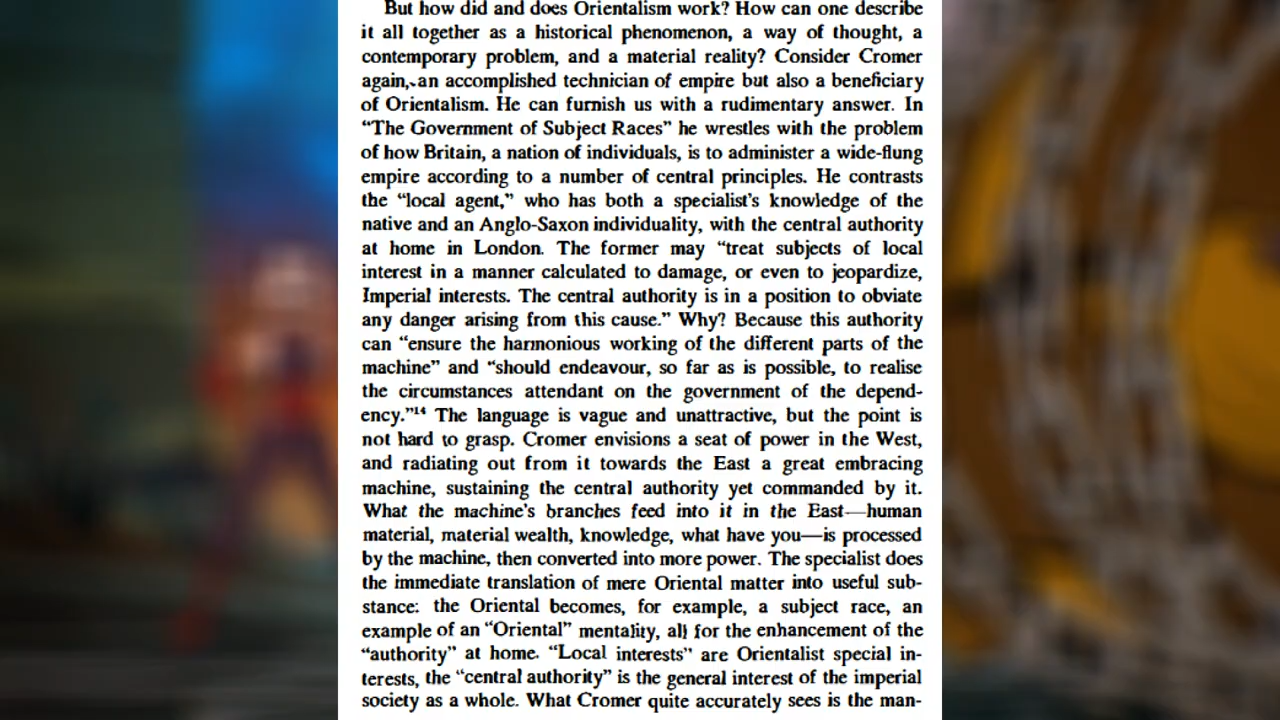 But how did and does Orientalism work? How can one describe
it all together as a historical phenomenon, a way of thought, a
contemporary problem, and a material reality? Consider Cromer
again, an accomplished technician of empire but also a beneficiary
of Orientalism. He can furnish us with a rudimentary answer. In
“The Government of Subject Races” he wrestles with the problem
of how Britain, a nation of individuals, is to administer a wide-flung
empire according to a number of central principles. He contrasts
the “local agent,” who has both a specialist’s knowledge of the
native and an Anglo-Saxon individuality, with the central authority
at home in London. The former may “treat subjects of local
interest in a manner calculated to damage, or even to jeopardize,
Imperial interests. The central authority is in a position to obviate
any danger arising from this cause.” Why? Because this authority
can “ensure the harmonious working of the different parts of the
machine” and “should endeavour, so far as is possible, to realise
the circumstances attendant on the government of the depend-
ency.”¹⁴ The language is vague and unattractive, but the point is
not hard to grasp. Cromer envisions a seat of power in the West,
and radiating out from it towards the East a great embracing
machine, sustaining the central authority yet commanded by it.
What the machine’s branches feed into it in the East—human
material, material wealth, knowledge, what have you—is processed
by the machine, then converted into more power. The specialist does
the immediate translation of mere Oriental matter into useful sub-
stance: the Oriental becomes, for example, a subject race, an
example of an “Oriental” mentality, all for the enhancement of the
“authority” at home. “Local interests” are Orientalist special in-
terests, the “central authority” is the general interest of the imperial
society as a whole. What Cromer quite accurately sees is the man-